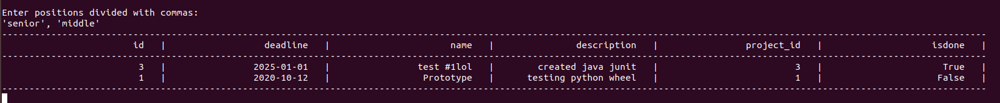 Enter positions divided with commas:
'senior', 'middle'
id | deadline | name | description | project_id | isdone |
3 | 2025-01-01 | test #1lol | created java junit | 3 | True |
1 | 2020-10-12 | Prototype | testing python wheel | 1 | False |